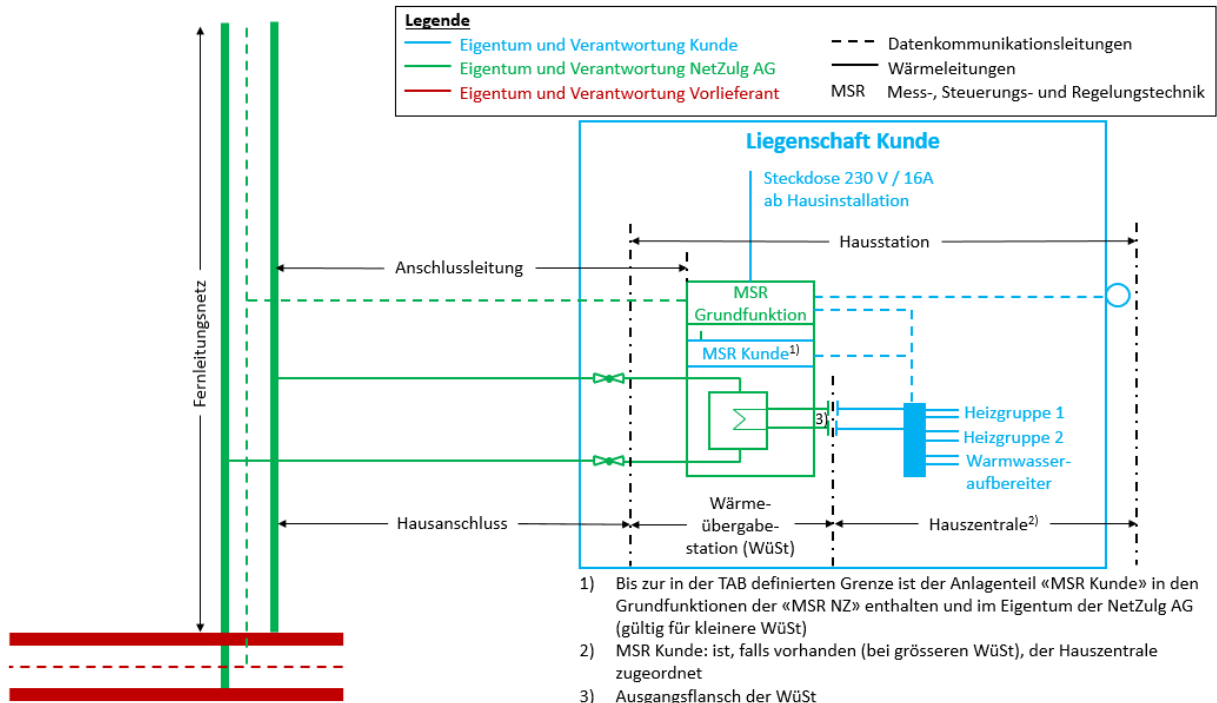 Legende
Eigentum und Verantwortung Kunde
Eigentum und Verantwortung NetZulg AG
Eigentum und Verantwortung Vorlieferant
Datenkommunikationsleitungen
Wärmeleitungen
MSR Mess-, Steuerungs- und Regelungstechnik
Liegenschaft Kunde
Steckdose 230 V / 16A
ab Hausinstallation
Hausstation
Anschlussleitung
MSR
Grundfunktion
MSR Kunde1)
Fernleitungsnetz
3)
Heizgruppe 1
Heizgruppe 2
Warmwasser-
aufbereiter
Hausanschluss
Wärme-
übergabe-
station (WüSt)
Hauszentrale2)
1) Bis zur in der TAB definierten Grenze ist der Anlagenteil «MSR Kunde» in den
Grundfunktionen der «MSR NZ» enthalten und im Eigentum der NetZulg AG
(gültig für kleinere WüSt)
2) MSR Kunde: ist, falls vorhanden (bei grösseren WüSt), der Hauszentrale
zugeordnet
3) Ausgangsflansch der WüSt